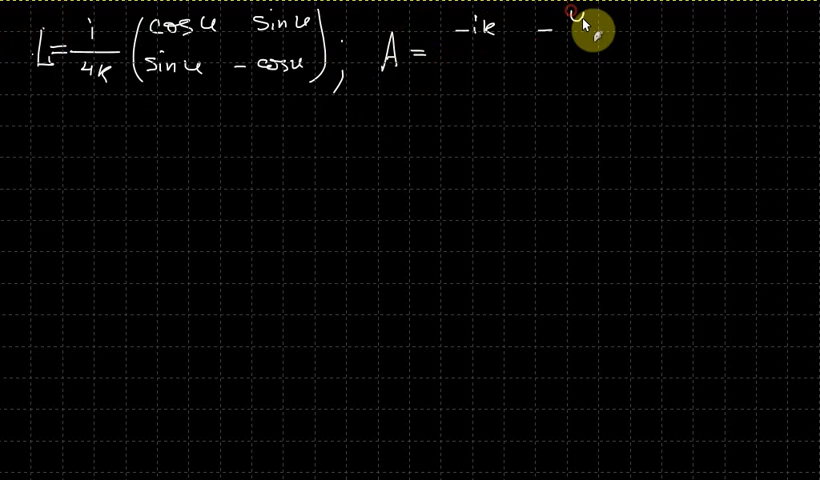 L = i/4k (cos u sin u ; A = -ik - u
sin u - cos u)